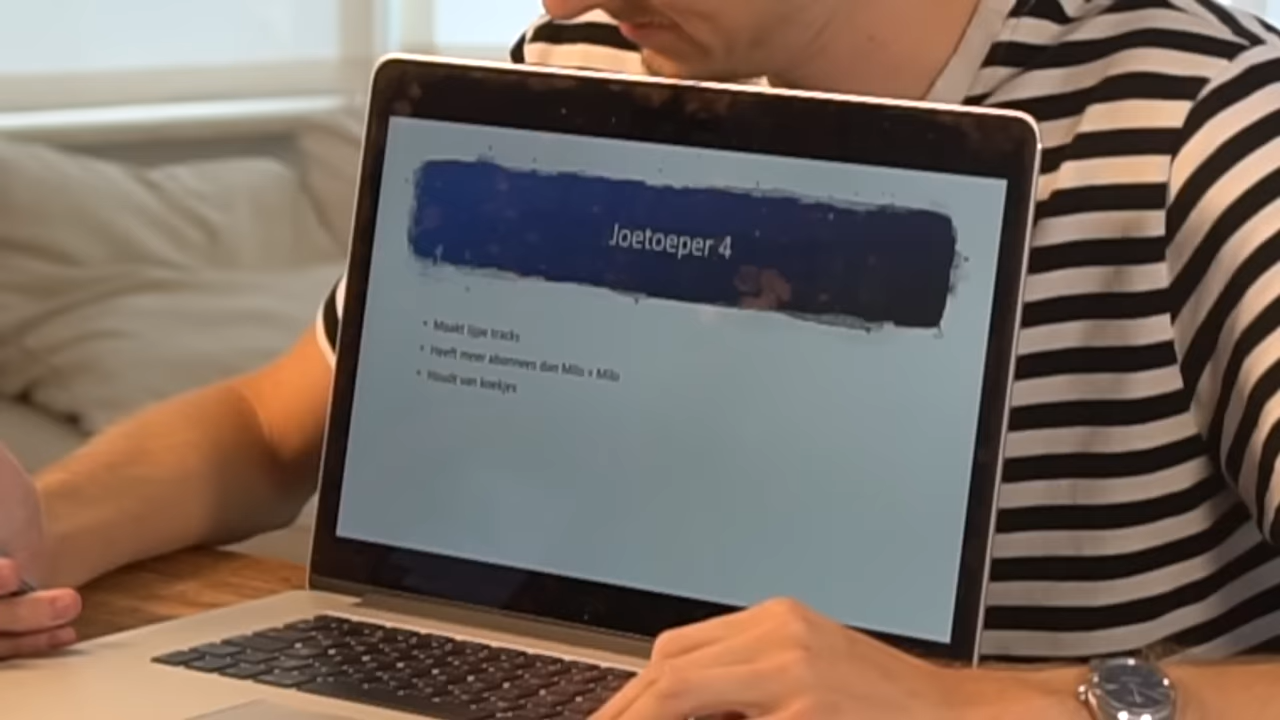 Joetoeper 4
• Maakt lijpe tracks
• Heeft meer abonnees dan Milo + Milo
• Houdt van koekjes